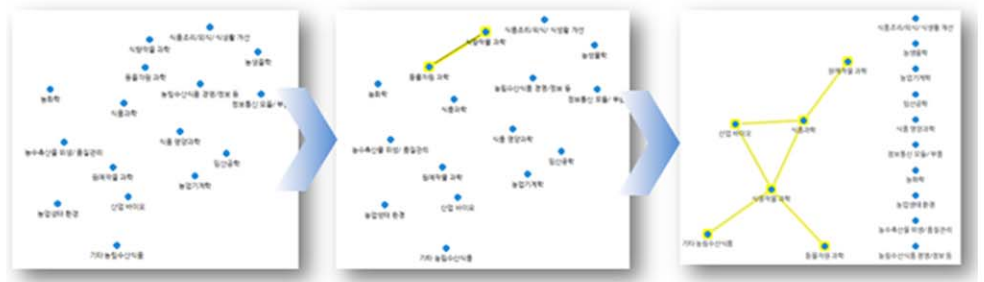 식품조리/외식/ 식생활 개선
식량작물 과학
농생물학
동물자원 과학
농화학
농림수산식품 경영/정보 등
정보통신 모듈/ 부품
식품과학
식품 영양과학
농수축산물 위생/ 품질관리
임산공학
원예작물 과학
농업기계학
농업생태 환경
산업 바이오
기타 농림수산식품
식품조리/외식/ 식생활 개선
식량작물 과학
농생물학
동물자원 과학
농화학
농림수산식품 경영/정보 등
정보통신 모듈/ 부
식품과학
식품 영양과학
농수축산물 위생/ 품질관리
임산공학
원예작물 과학
농업기계학
농업생태 환경
산업 바이오
기타 농림수산식품
식품조리/외식/ 식생활 개선
농생물학
원예작물 과학
농업기계학
임산공학
산업 바이오
식품과학
식품 영양과학
정보통신 모듈/ 부품
농화학
식량작물 과학
농업생태 환경
농수축산물 위생/ 품질관리
기타 농림수산식품
동물자원 과학
농림수산식품 경영/정보 등